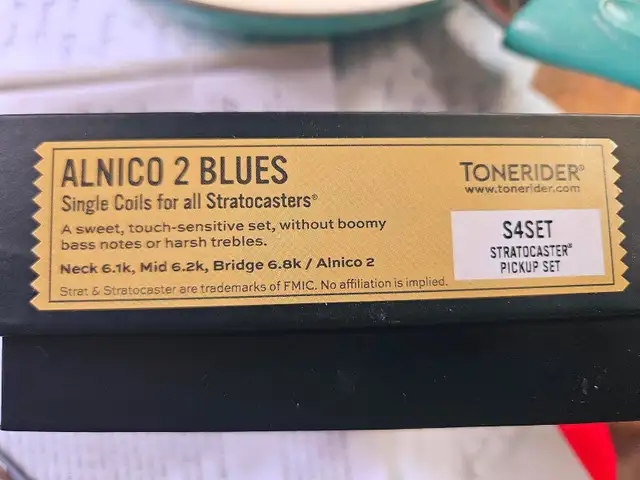 ALNICO 2 BLUES
Single Coils for all Stratocasters®
A sweet, touch-sensitive set, without boomy
bass notes or harsh trebles.
Neck 6.1k, Mid 6.2k, Bridge 6.8k / Alnico 2
Strat & Stratocaster are trademarks of FMIC. No affiliation is implied.
TONERIDER®
www.tonerider.com
S4SET
STRATOCASTER®
PICKUP SET